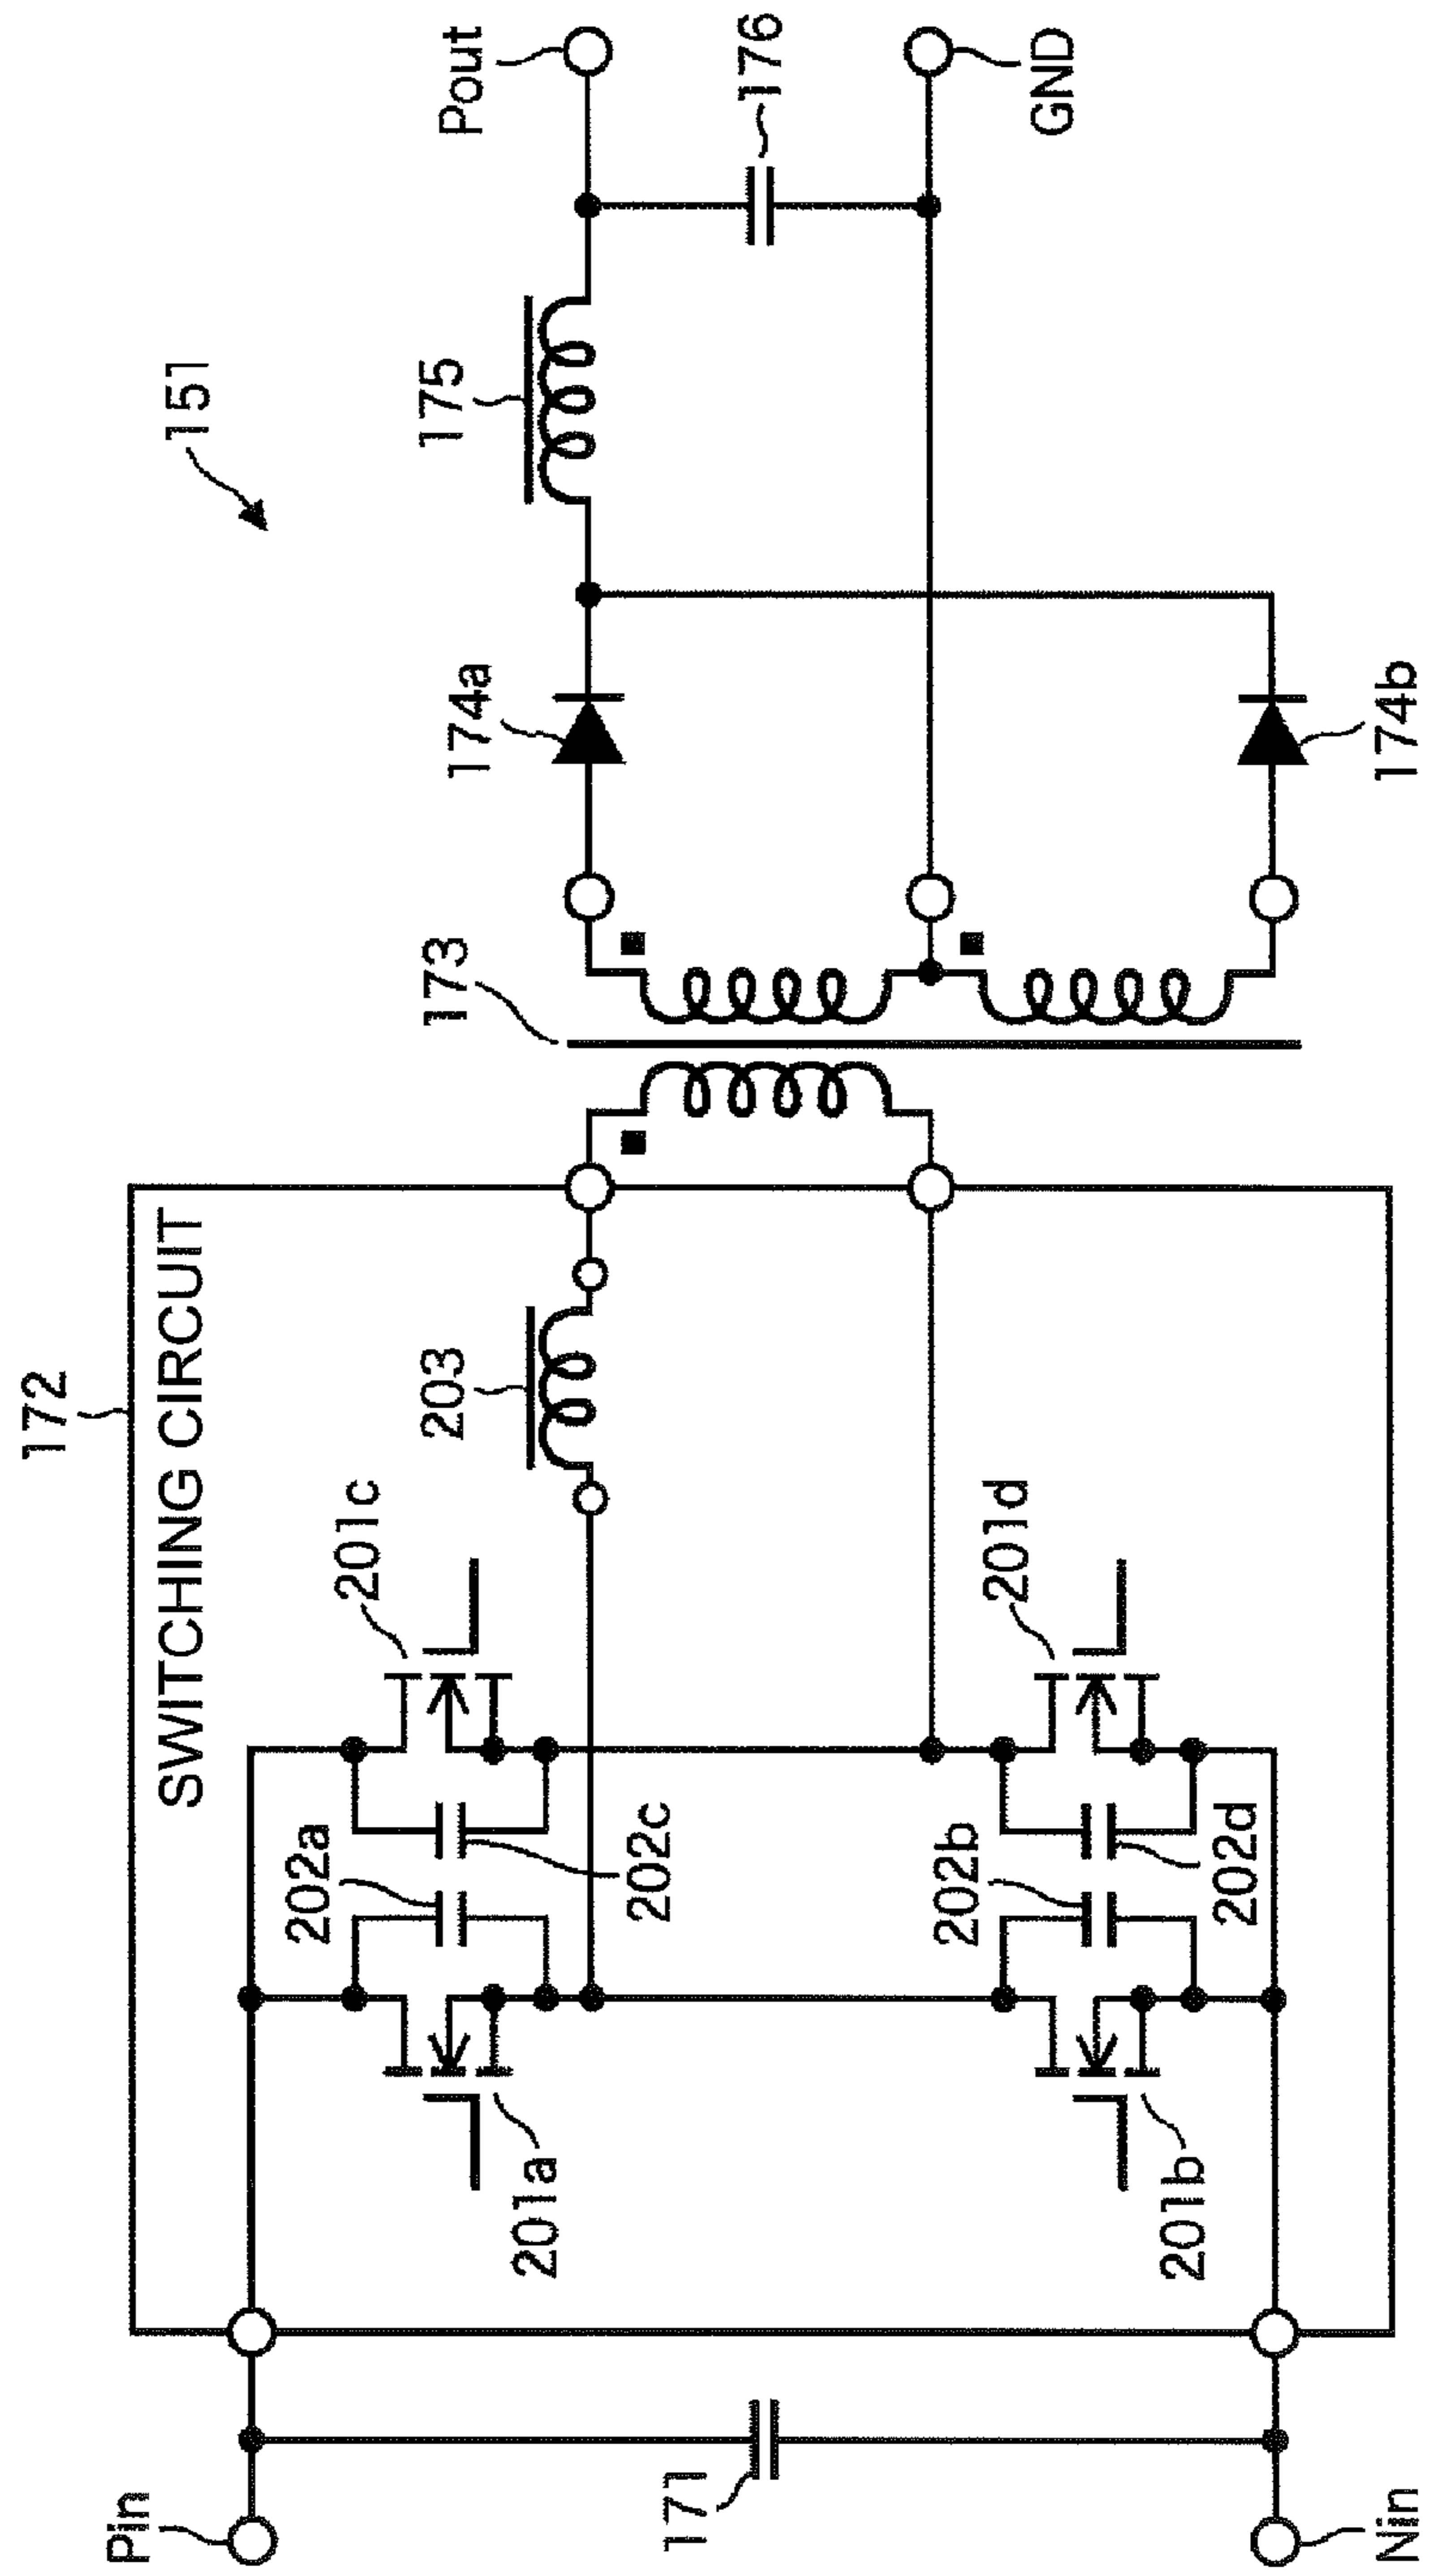 151
172
SWITCHING CIRCUIT
173
174a
175
Pout
201c
203
202a
202c
176
Pin
201a
171
202b
201d
GND
201b
202d
174b
Nin